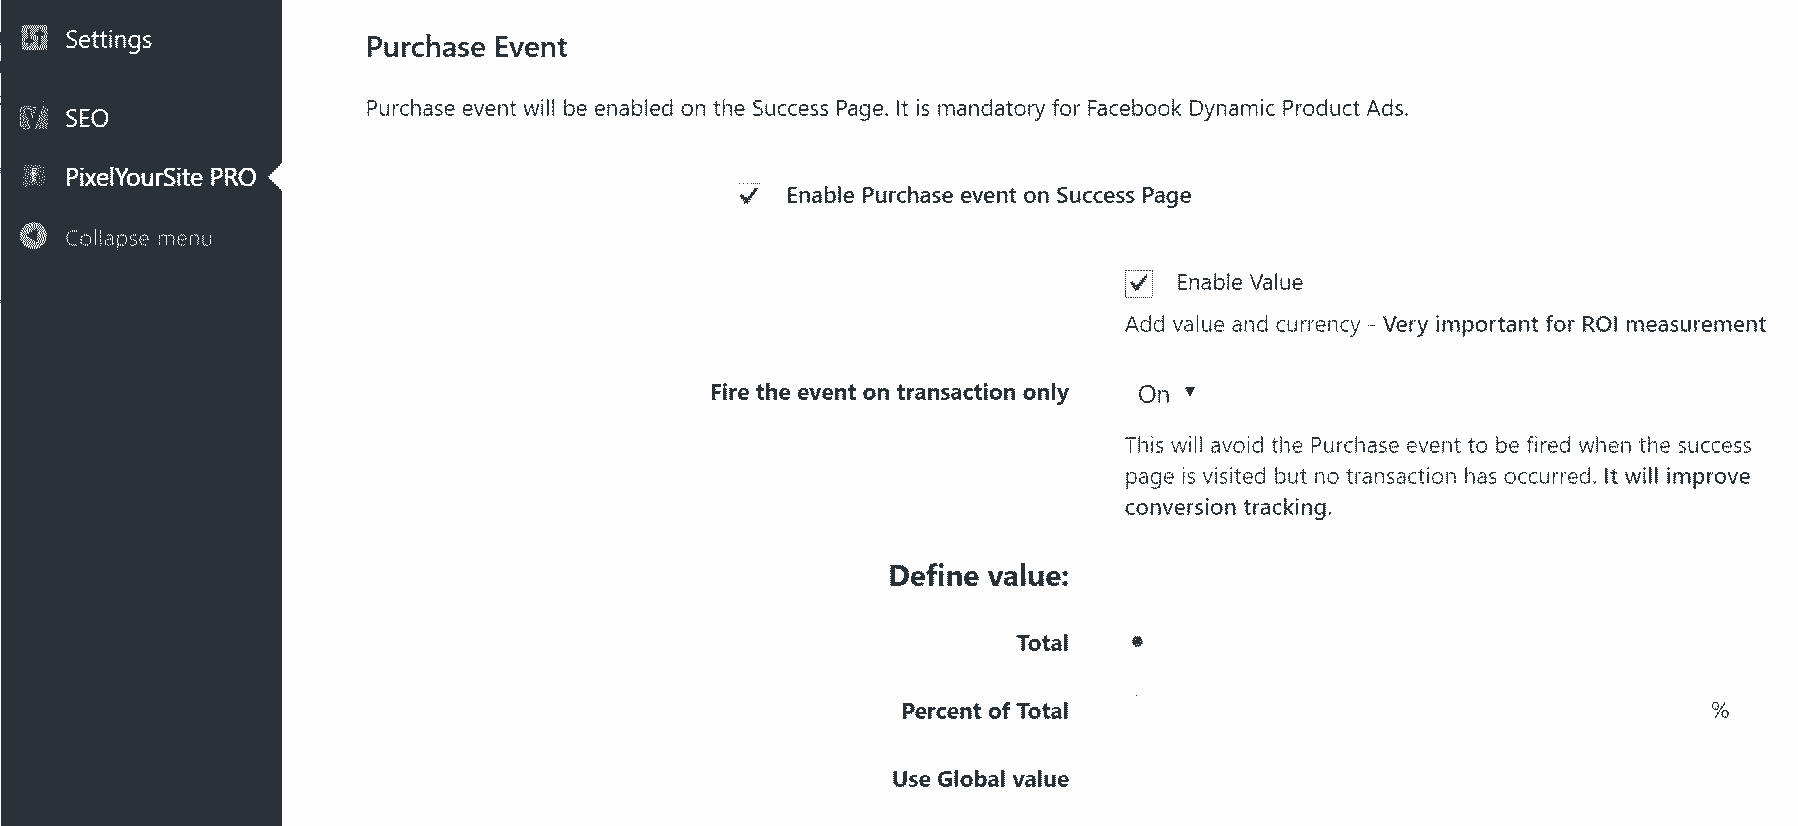 Settings
SEO
PixelYourSite PRO
Collapse menu
Purchase Event
Purchase event will be enabled on the Success Page. It is mandatory for Facebook Dynamic Product Ads.
Enable Purchase event on Success Page
Enable Value
Add value and currency - Very important for ROI measurement
Fire the event on transaction only
On
This will avoid the Purchase event to be fired when the success
page is visited but no transaction has occurred. It will improve
conversion tracking.
Define value:
Total
Percent of Total
%
Use Global value